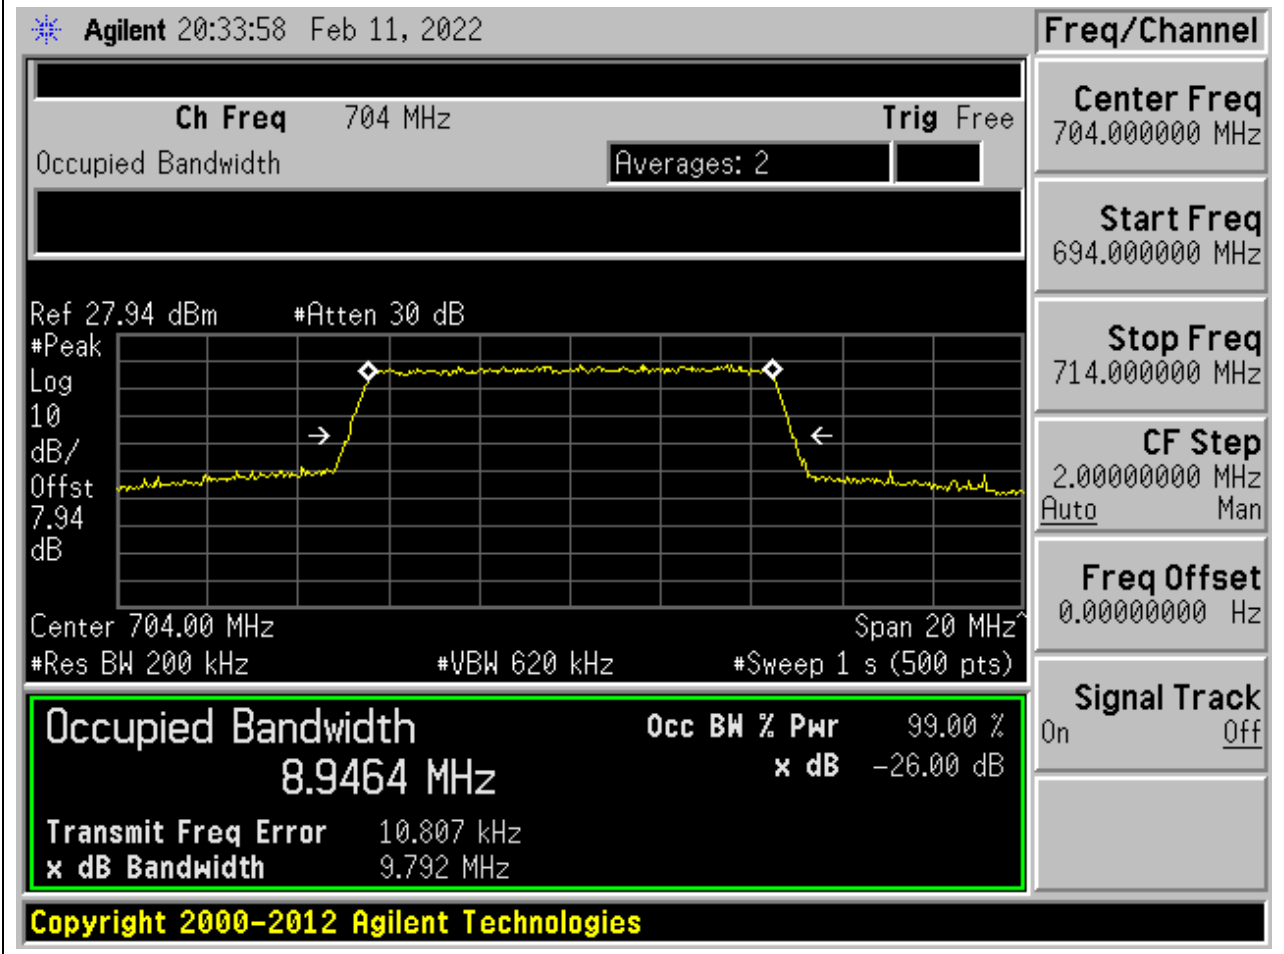 Agilent 20:33:58 Feb 11, 2022
Ch Freq 704 MHz Trig Free
Occupied Bandwidth Averages: 2
Ref 27.94 dBm #Atten 30 dB
#Peak
Log
10
dB/
Offst
7.94
dB
Center 704.00 MHz Span 20 MHz^
#Res BW 200 kHz #VBW 620 kHz #Sweep 1 s (500 pts)
Occupied Bandwidth Occ BW % Pwr 99.00 %
8.9464 MHz x dB -26.00 dB
Transmit Freq Error 10.807 kHz
x dB Bandwidth 9.792 MHz
Copyright 2000-2012 Agilent Technologies
Freq/Channel
Center Freq
704.000000 MHz
Start Freq
694.000000 MHz
Stop Freq
714.000000 MHz
CF Step
2.00000000 MHz
Auto Man
Freq Offset
0.00000000 Hz
Signal Track
On Off